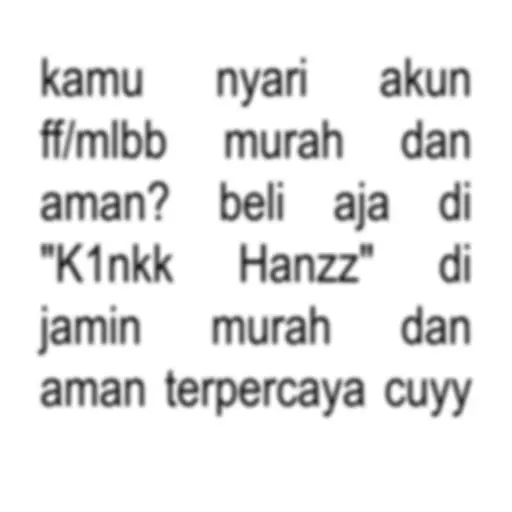 kamu nyari akun
ff/mlbb murah dan
aman? beli aja di
"K1nkk Hanzz" di
jamin murah dan
aman terpercaya cuyy